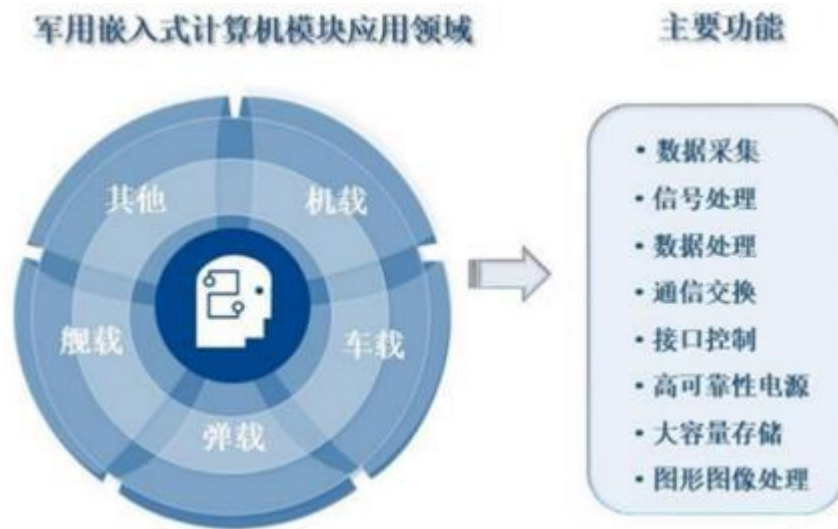 军用嵌入式计算机模块应用领域
主要功能
其他
机载
舰载
车载
弹载
• 数据采集
• 信号处理
• 数据处理
• 通信交换
• 接口控制
• 高可靠性电源
• 大容量存储
• 图形图像处理